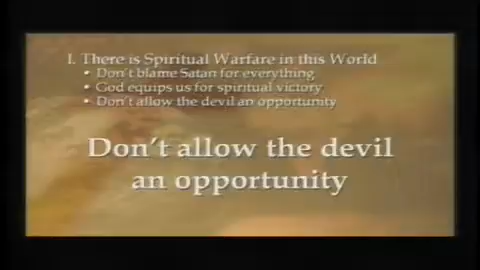 I. There is Spiritual Warfare in this World
• Don't blame Satan for everything
• God equips us for spiritual victory
• Don't allow the devil an opportunity
Don't allow the devil
an opportunity